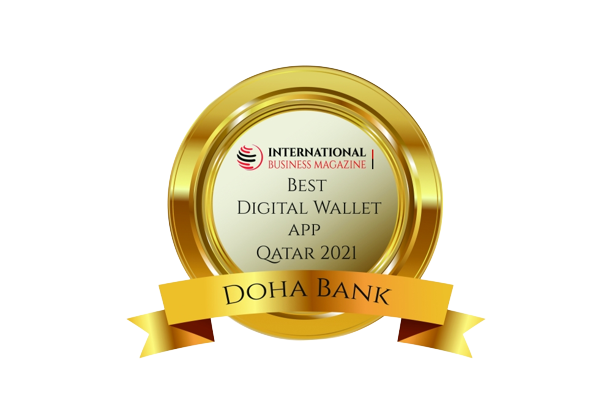 INTERNATIONAL
BUSINESS MAGAZINE
BEST
DIGITAL WALLET
APP
QATAR 2021
DOHA BANK